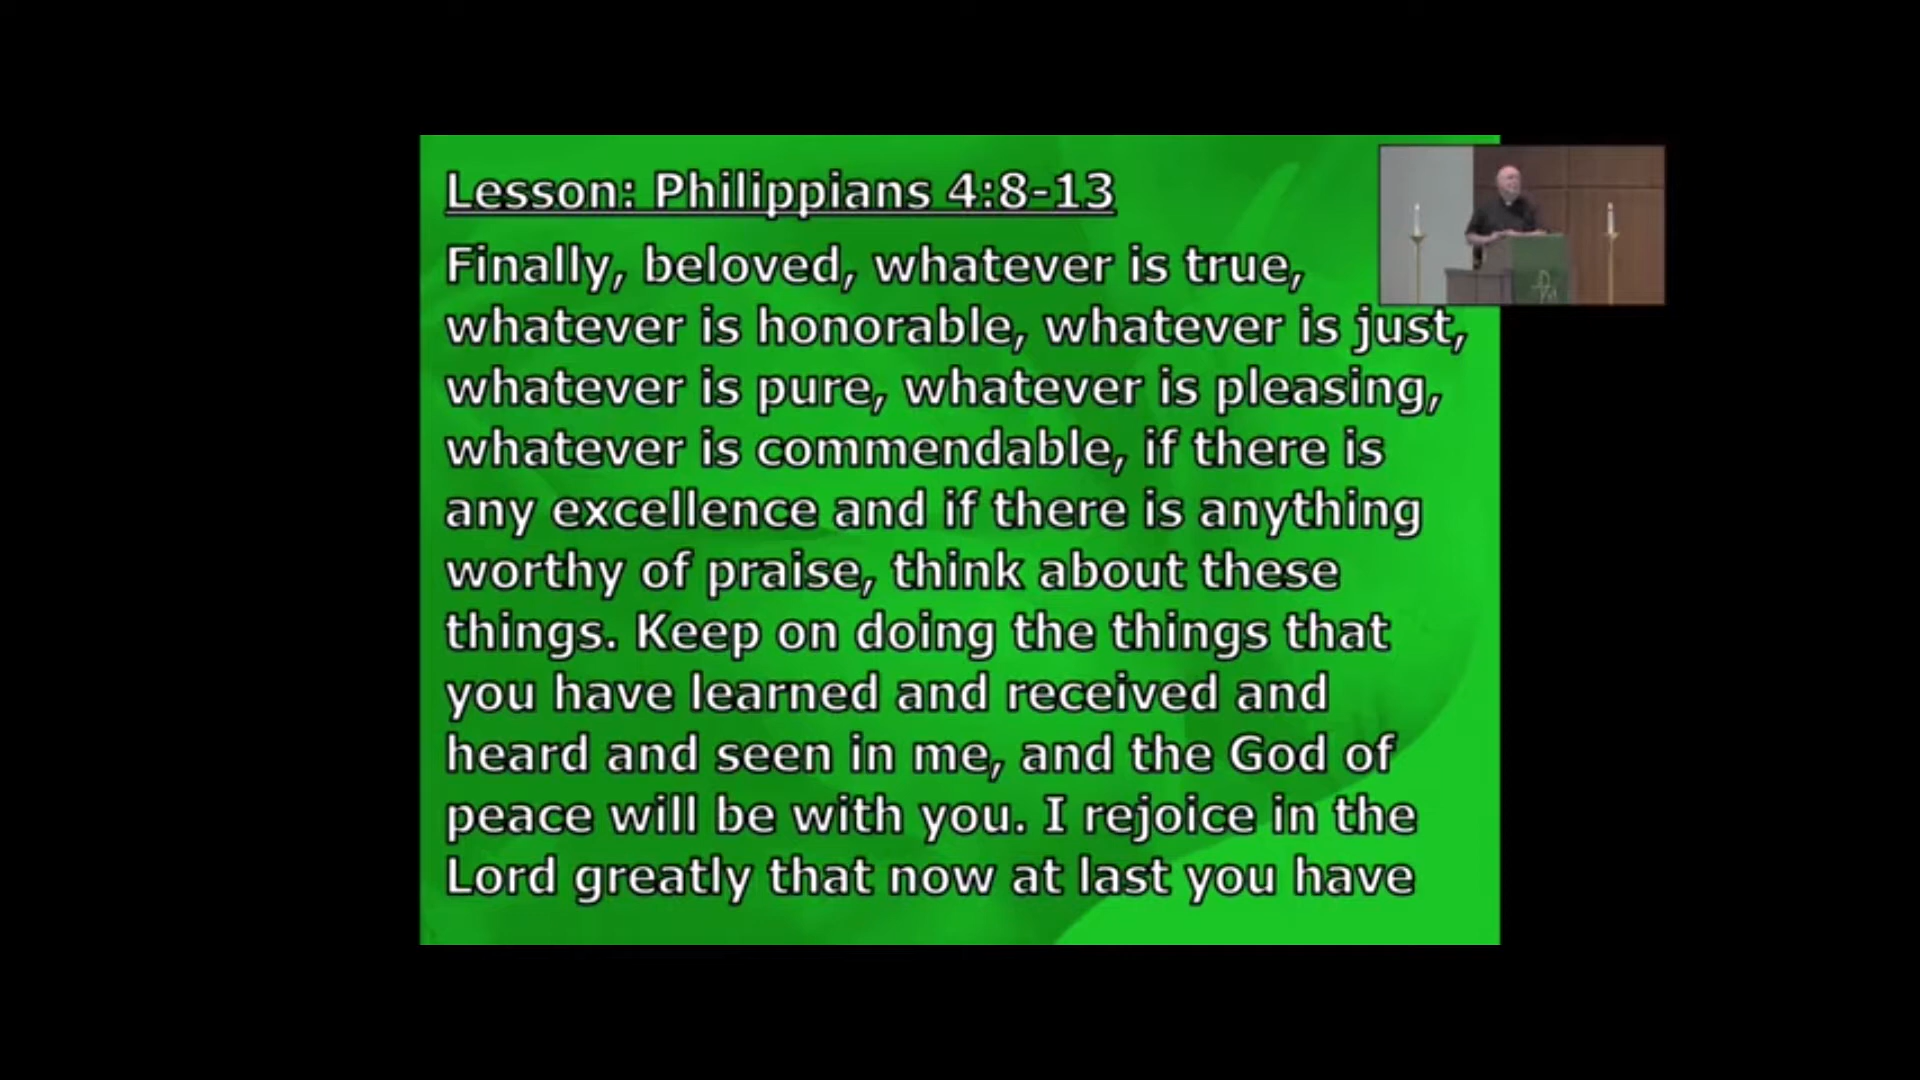 Lesson: Philippians 4:8-13
Finally, beloved, whatever is true,
whatever is honorable, whatever is just,
whatever is pure, whatever is pleasing,
whatever is commendable, if there is
any excellence and if there is anything
worthy of praise, think about these
things. Keep on doing the things that
you have learned and received and
heard and seen in me, and the God of
peace will be with you. I rejoice in the
Lord greatly that now at last you have